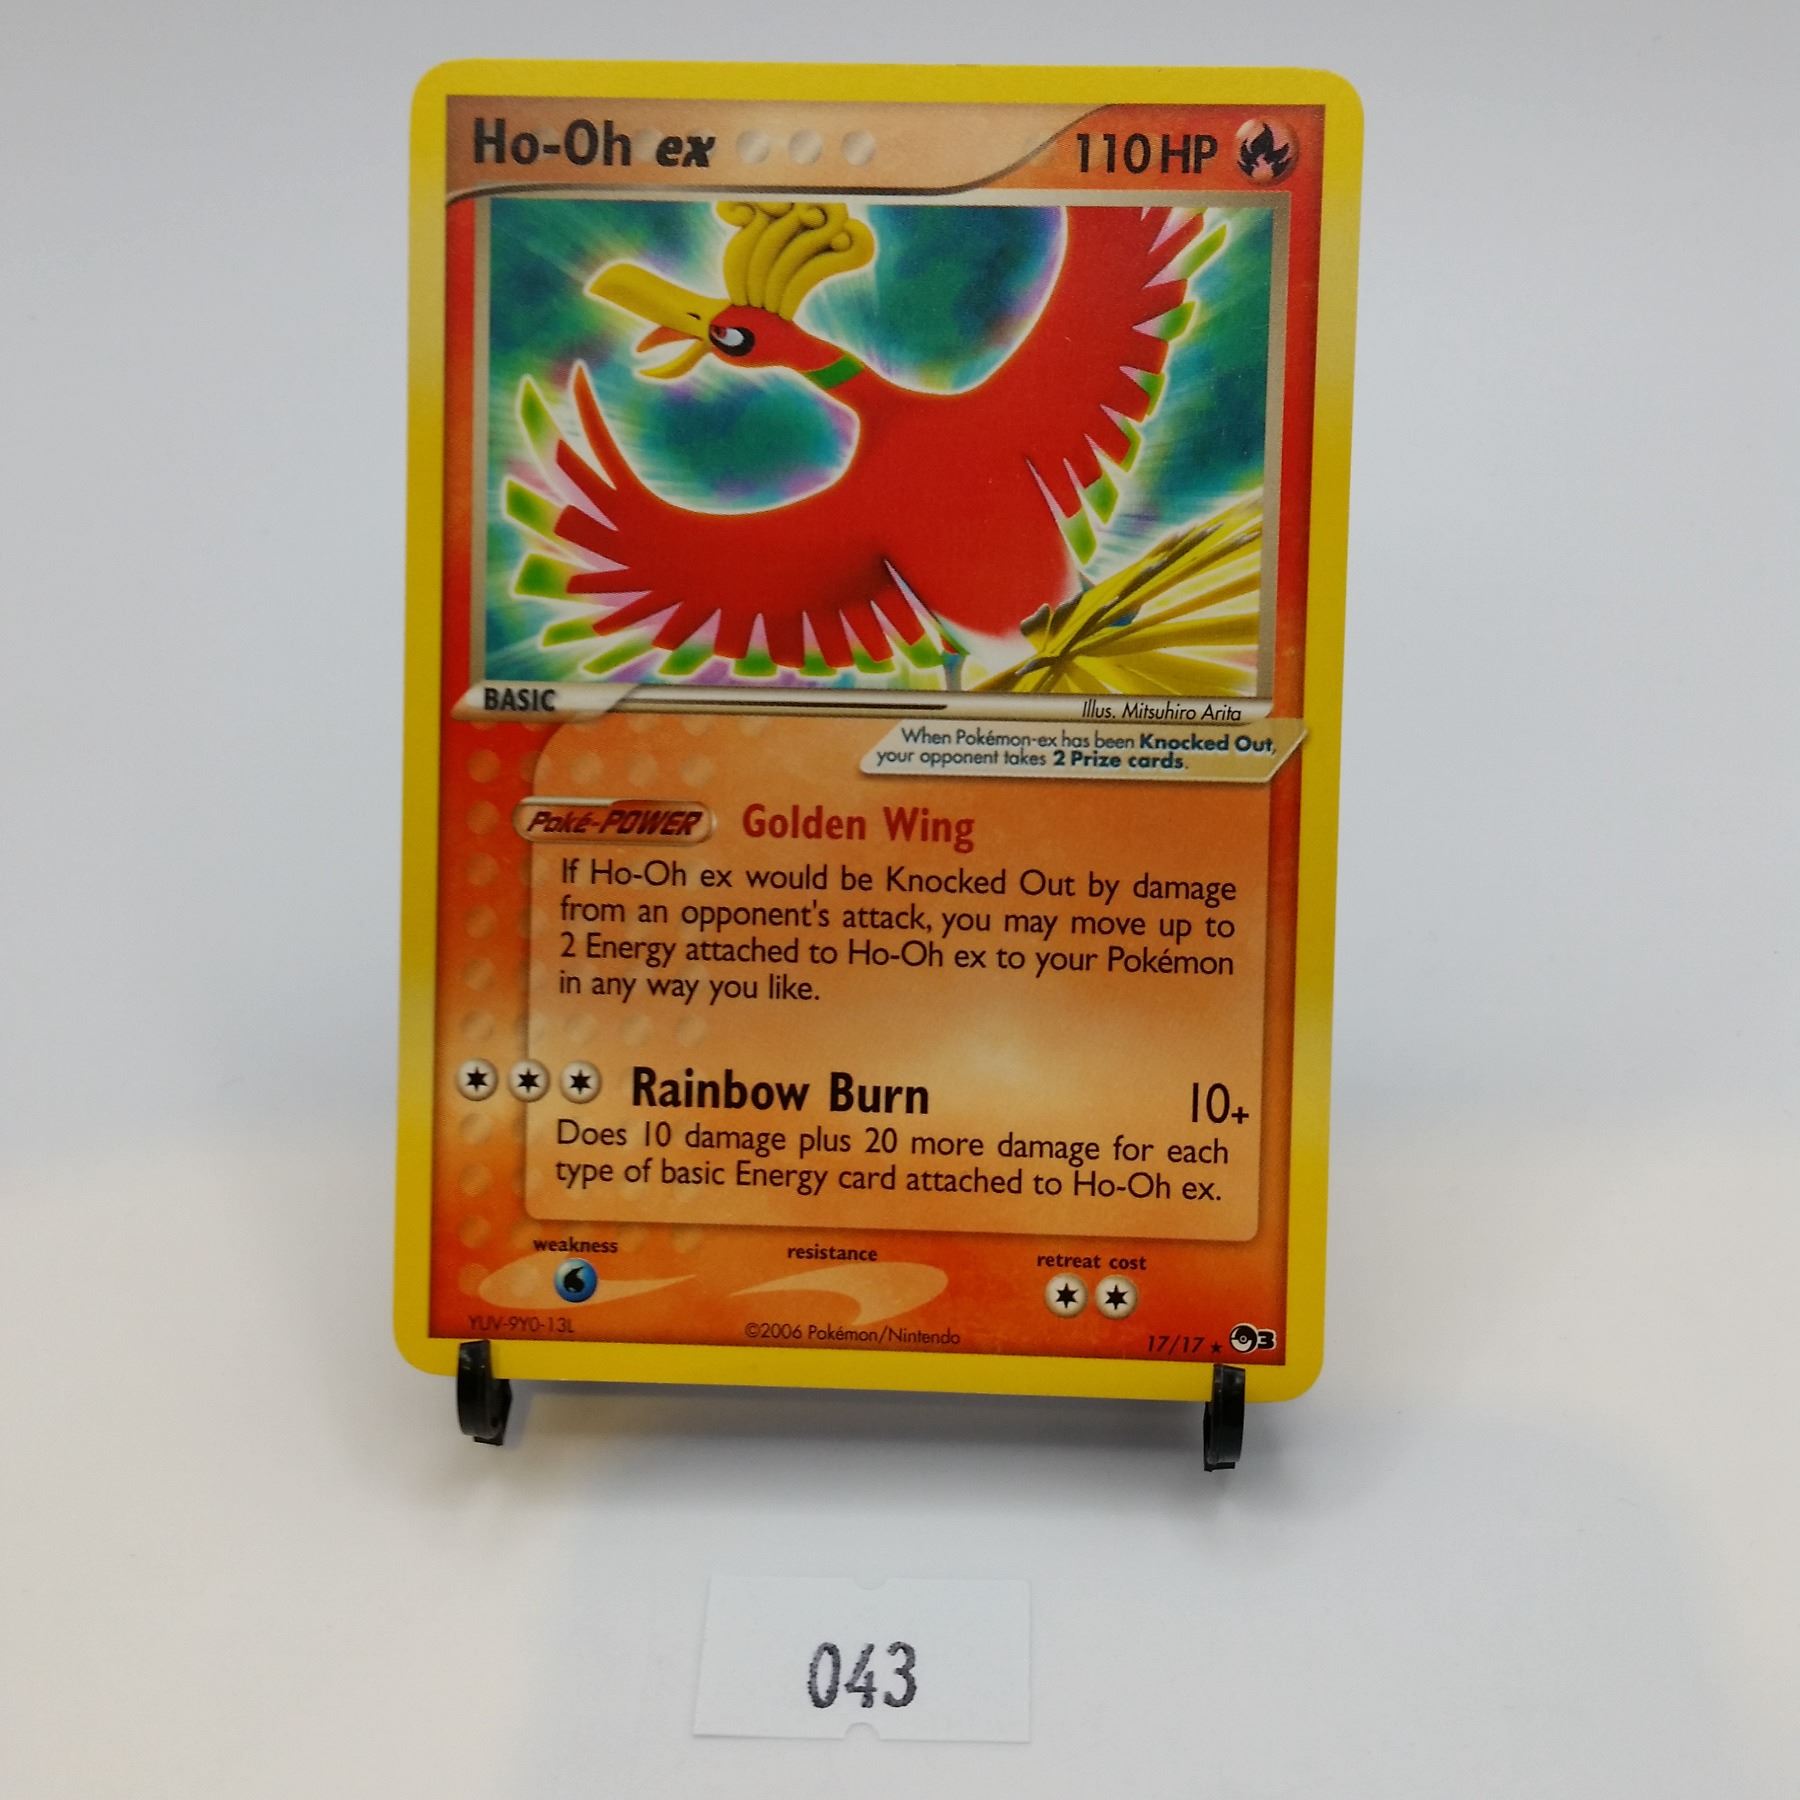 Ho-Oh ex
110 HP
BASIC
Illus. Mitsuhiro Arita
When Pokémon-ex has been Knocked Out,
your opponent takes 2 Prize cards.
Poké-POWER Golden Wing
If Ho-Oh ex would be Knocked Out by damage
from an opponent's attack, you may move up to
2 Energy attached to Ho-Oh ex to your Pokémon
in any way you like.
Rainbow Burn 10+
Does 10 damage plus 20 more damage for each
type of basic Energy card attached to Ho-Oh ex.
weakness
resistance
retreat cost
YUV-9Y0-13L
©2006 Pokémon/Nintendo
17/17 ★ 3
043